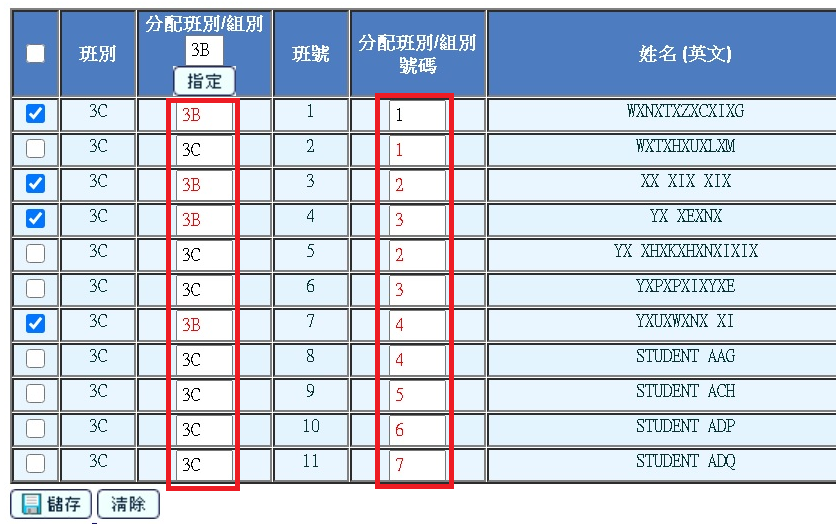 班別 分配班別/組別 3B 指定 班號 分配班別/組別號碼 姓名 (英文)
3C 3B 1 1 WXNXTXZXCXIXG
3C 3C 2 1 WXTXHXUXLXM
3C 3B 3 2 XX XIX XIX
3C 3B 4 3 YX XEXNX
3C 3C 5 2 YX XHXKXHXNXIXIX
3C 3C 6 3 YXPXPXIXYXE
3C 3B 7 4 YXUXWXNX XI
3C 3C 8 4 STUDENT AAG
3C 3C 9 5 STUDENT ACH
3C 3C 10 6 STUDENT ADP
3C 3C 11 7 STUDENT ADQ
儲存 清除